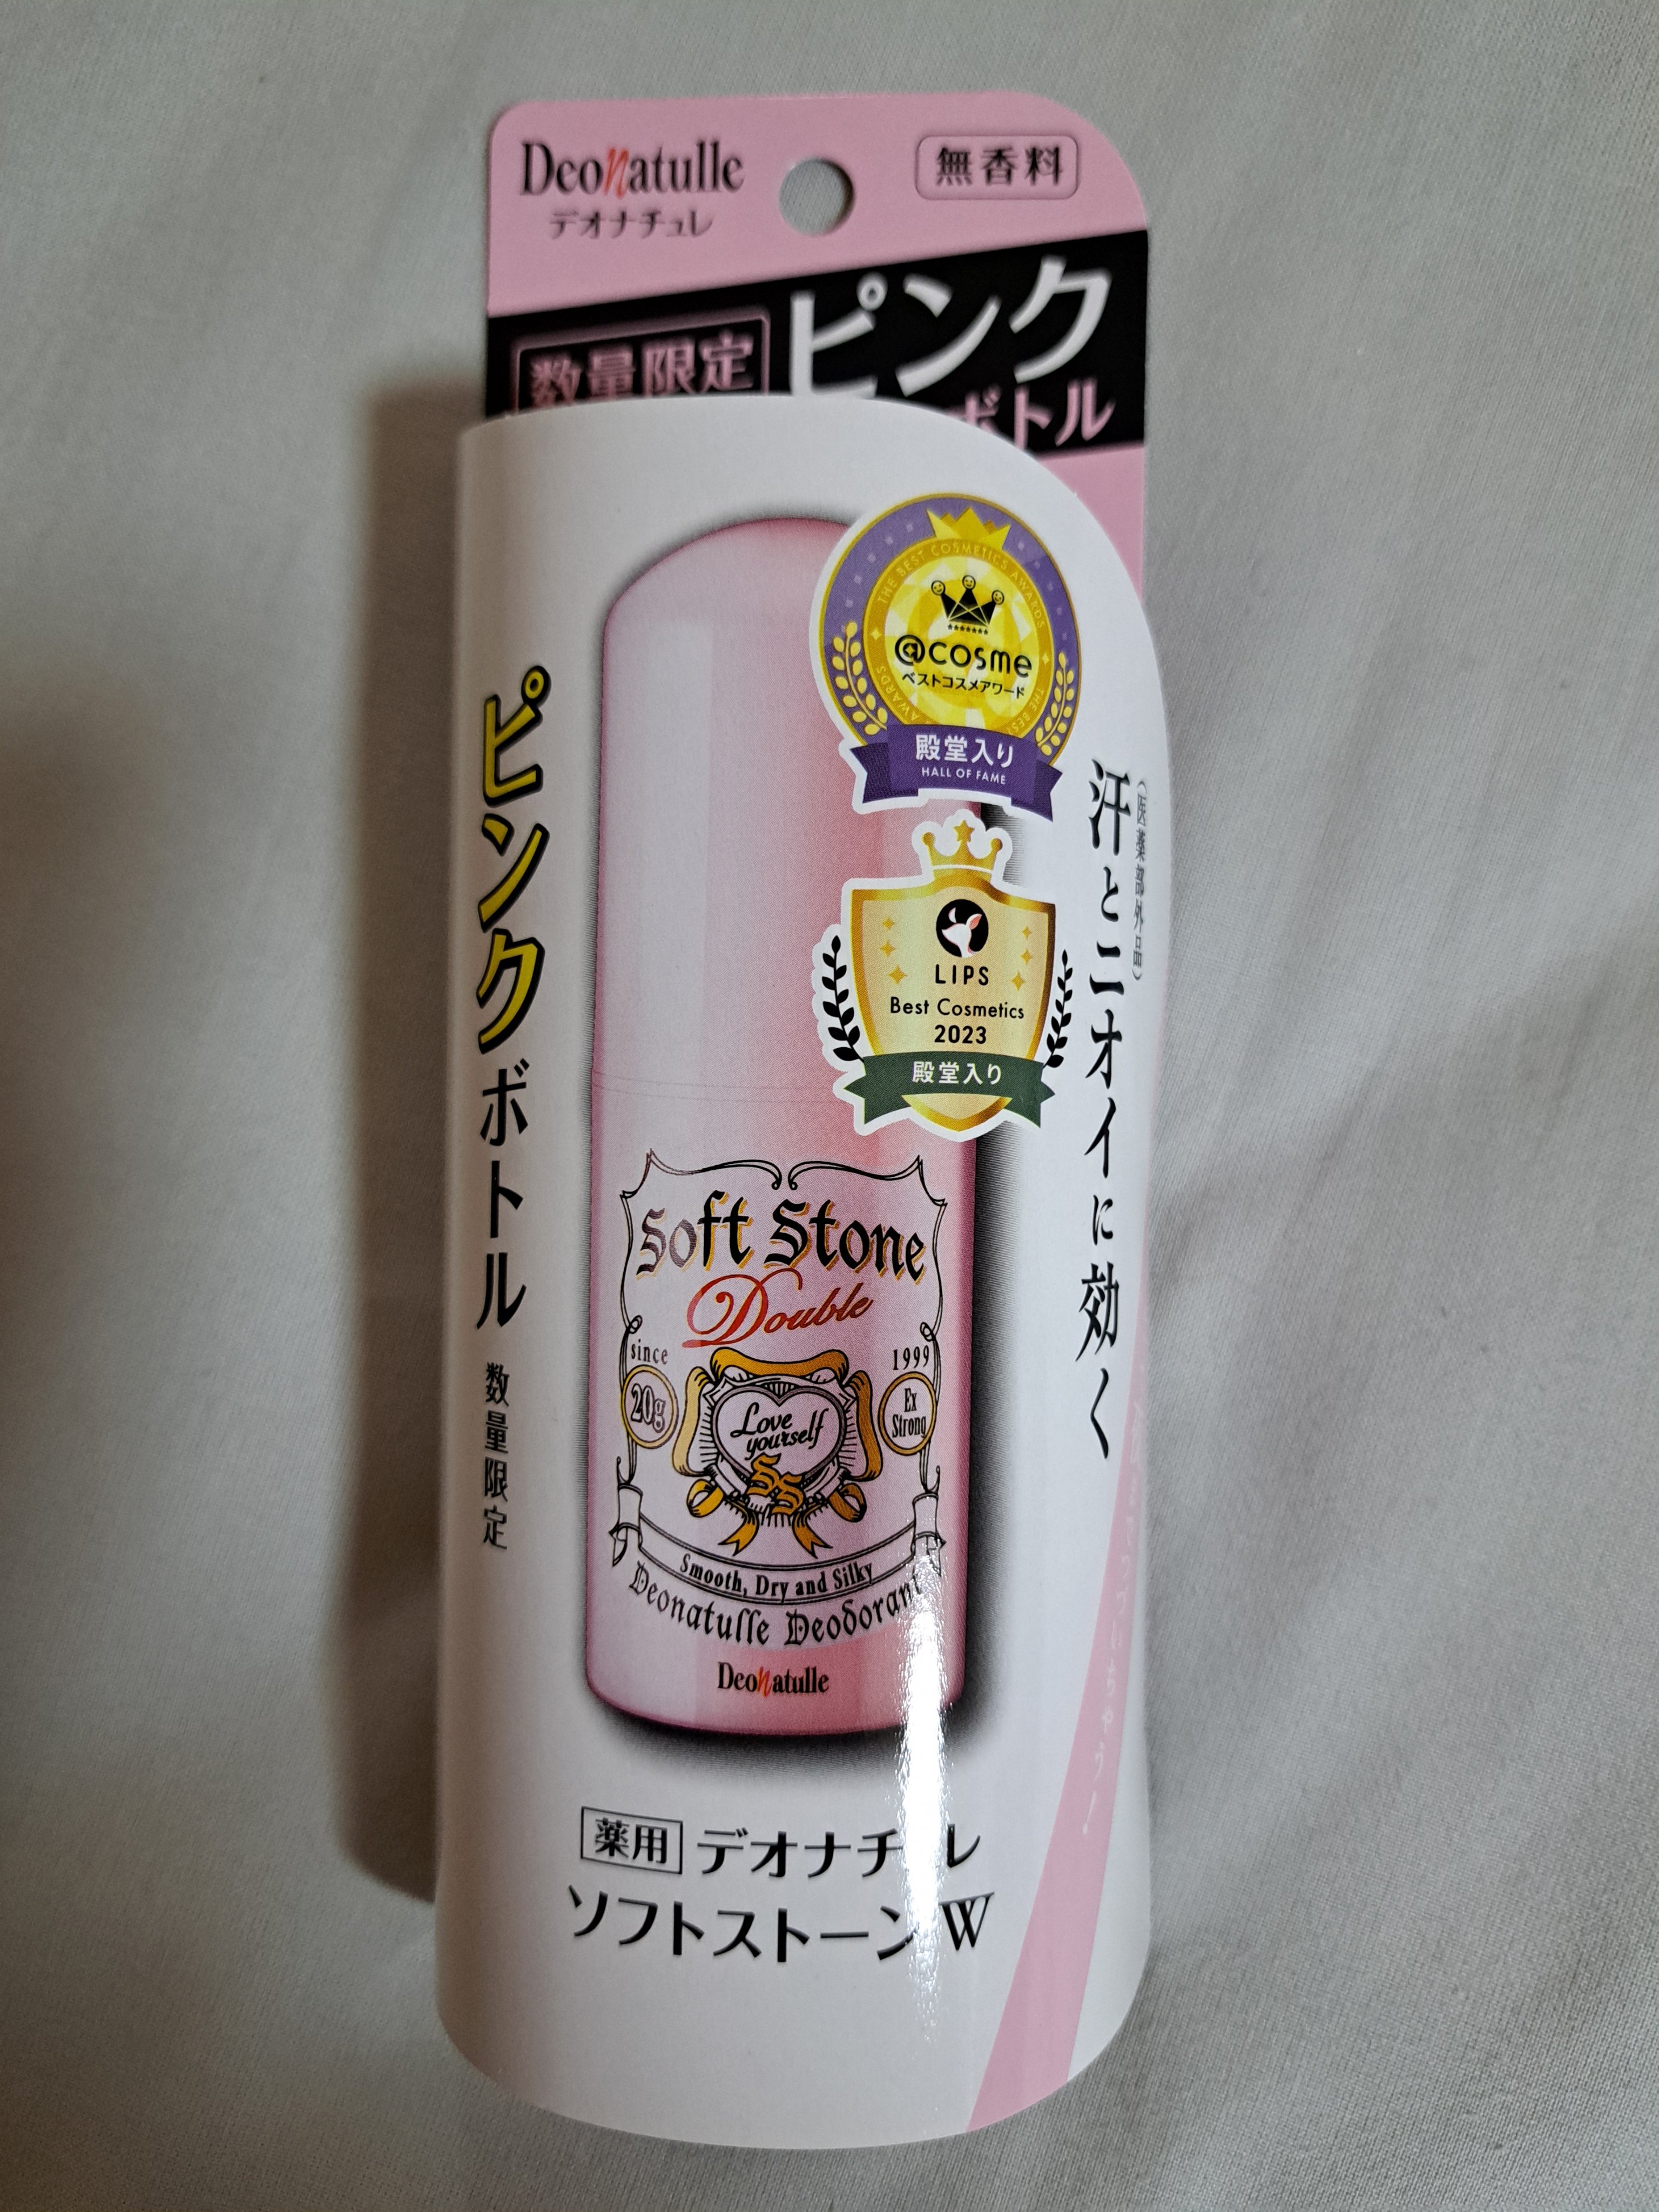 Deonatulle
デオナチュレ
無香料
数量限定
ピンク
ボトル
THE BEST COSMETICS AWARDS
@cosme
ベストコスメアワード
殿堂入り
HALL OF FAME
LIPS
Best Cosmetics
2023
殿堂入り
(医薬部外品)
汗とニオイに効く
ピンクボトル 数量限定
Soft Stone
Double
since 1999
20g
Ex
Strong
Love
yourself
SS
Smooth, Dry and Silky
Deonatulle Deodorant
Deonatulle
薬用 デオナチュレ
ソフトストーンW